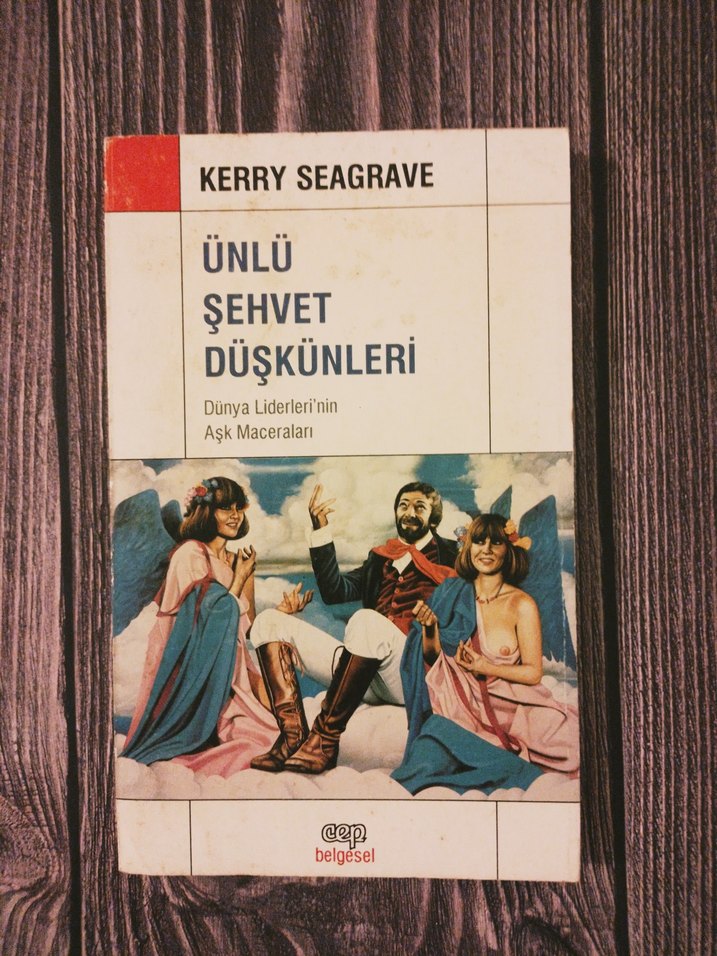 KERRY SEAGRAVE
ÜNLÜ
ŞEHVET
DÜŞKÜNLERİ
Dünya Liderleri'nin
Aşk Maceraları
cep
belgesel